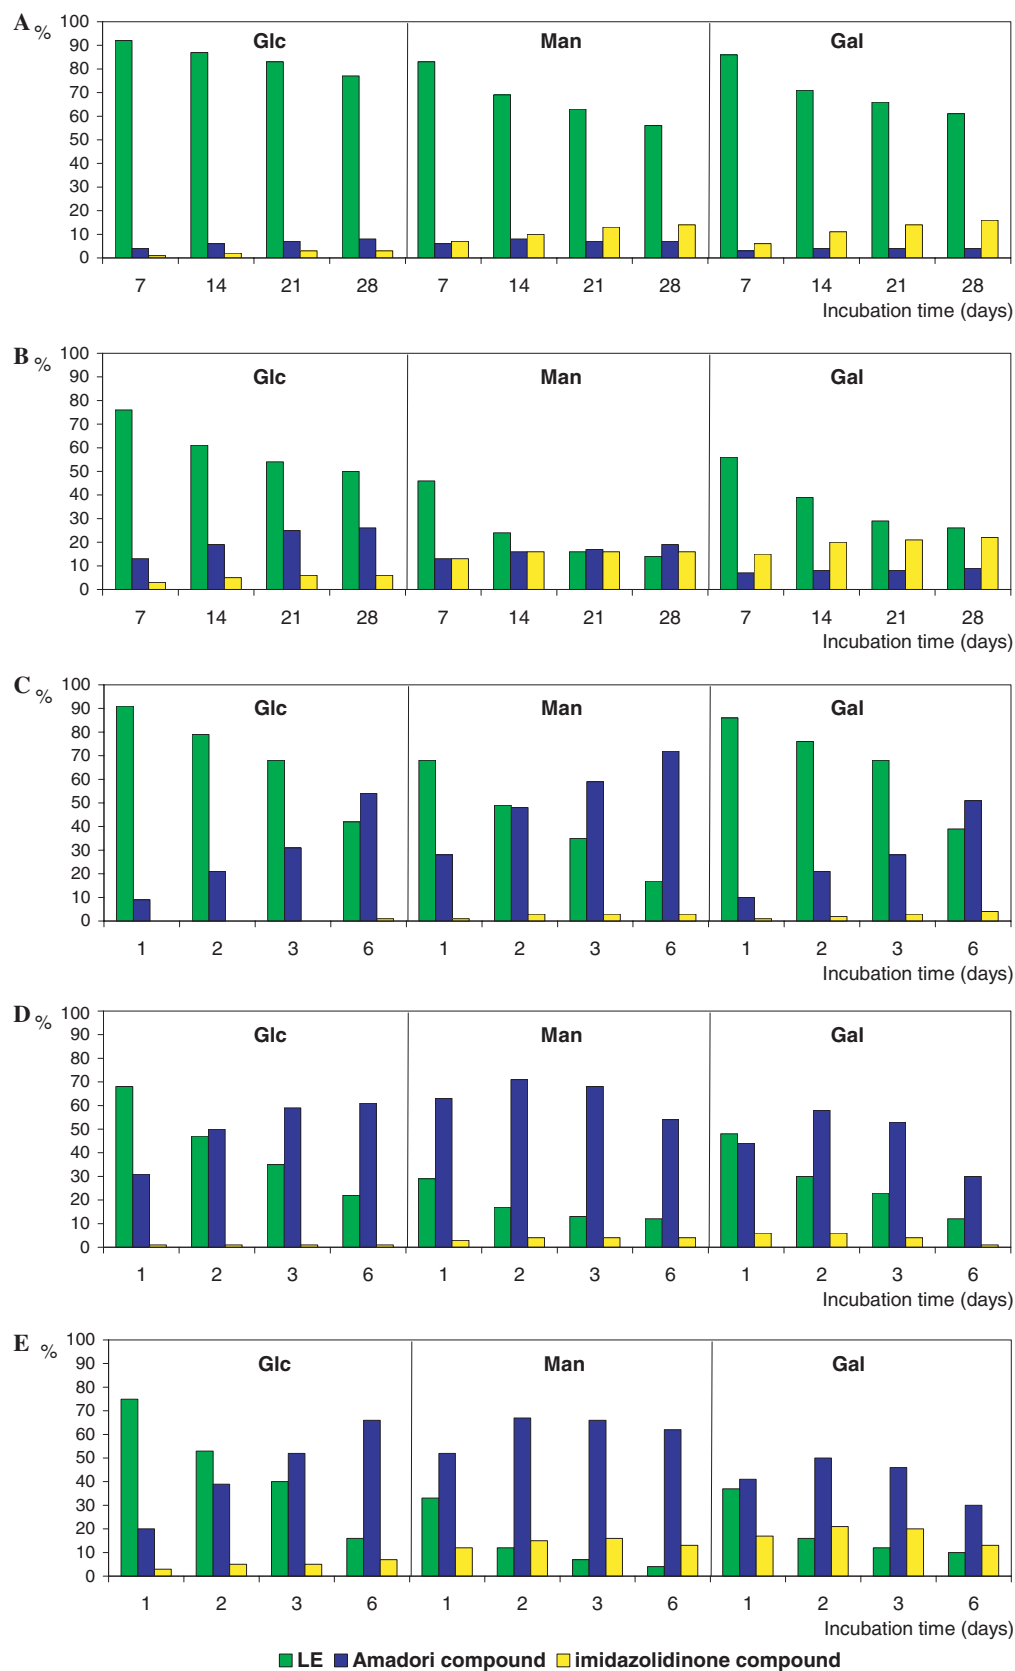 A %
100
90
80
70
60
50
40
30
20
10
0
Glc Man Gal
7 14 21 28 7 14 21 28 7 14 21 28
Incubation time (days)
B %
100
90
80
70
60
50
40
30
20
10
0
Glc Man Gal
7 14 21 28 7 14 21 28 7 14 21 28
Incubation time (days)
C %
100
90
80
70
60
50
40
30
20
10
0
Glc Man Gal
1 2 3 6 1 2 3 6 1 2 3 6
Incubation time (days)
D %
100
90
80
70
60
50
40
30
20
10
0
Glc Man Gal
1 2 3 6 1 2 3 6 1 2 3 6
Incubation time (days)
E %
100
90
80
70
60
50
40
30
20
10
0
Glc Man Gal
1 2 3 6 1 2 3 6 1 2 3 6
Incubation time (days)
LE Amadori compound imidazolidinone compound